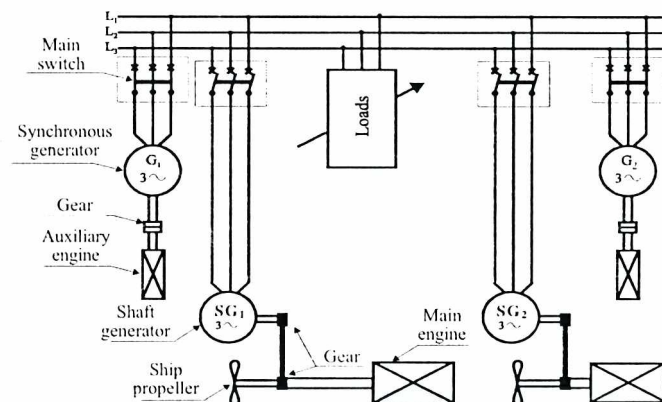 L₁
L₂
L₃
Main
switch
Synchronous
generator
G₁
3∼
Gear
Auxiliary
engine
Shaft
generator
SG₁
3∼
Ship
propeller
Gear
Main
engine
Loads
SG₂
3∼
G₂
3∼